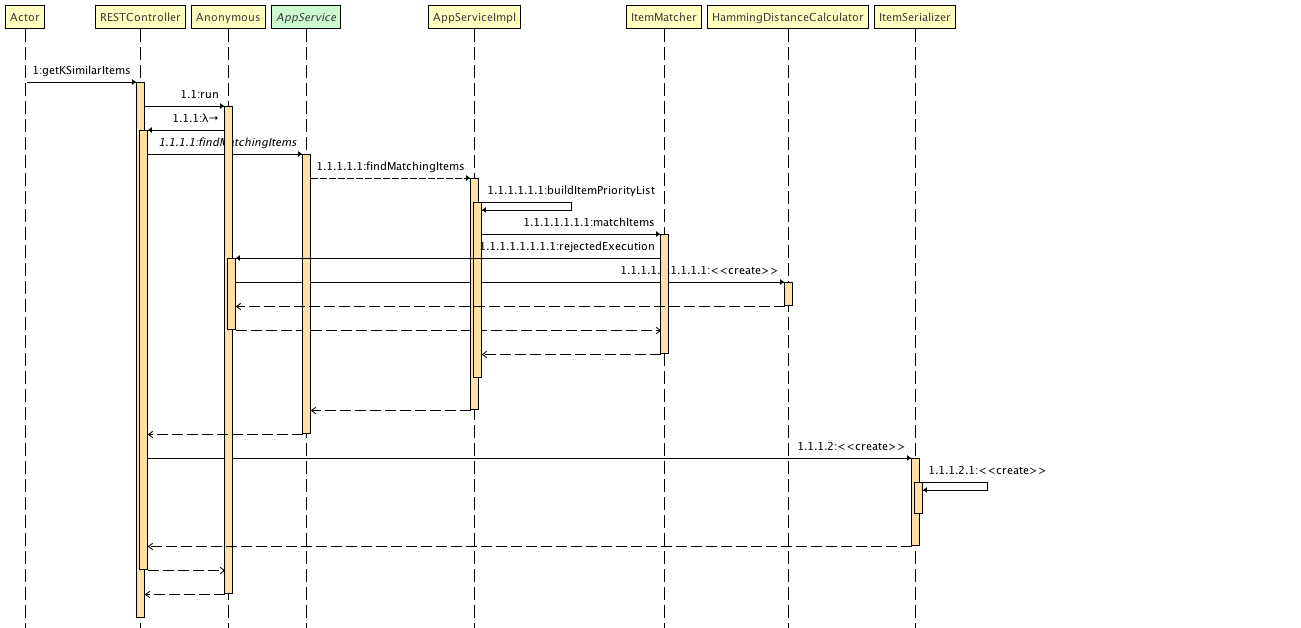 Actor
RESTController
Anonymous
AppService
AppServiceImpl
ItemMatcher
HammingDistanceCalculator
ItemSerializer
1:getKSimilarItems
1.1:run
1.1.1:λ→
1.1.1.1:findMatchingItems
1.1.1.1.1:findMatchingItems
1.1.1.1.1.1:buildItemPriorityList
1.1.1.1.1.1.1:matchItems
1.1.1.1.1.1.1.1:rejectedExecution
1.1.1.1.1.1.1.1.1:<<create>>
1.1.1.2:<<create>>
1.1.1.2.1:<<create>>